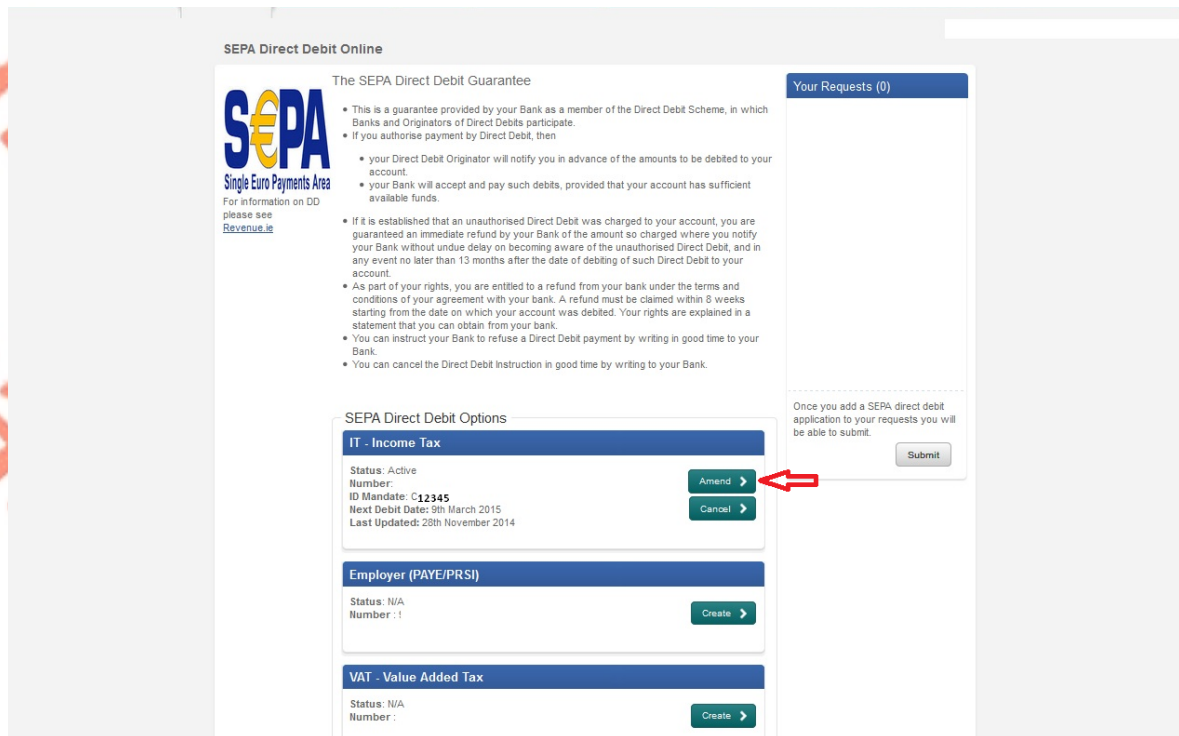 SEPA Direct Debit Online
S€PA
Single Euro Payments Area
For information on DD
please see
Revenue.ie
The SEPA Direct Debit Guarantee
• This is a guarantee provided by your Bank as a member of the Direct Debit Scheme, in which
Banks and Originators of Direct Debits participate.
• If you authorise payment by Direct Debit, then
• your Direct Debit Originator will notify you in advance of the amounts to be debited to your
account.
• your Bank will accept and pay such debits, provided that your account has sufficient
available funds.
• If it is established that an unauthorised Direct Debit was charged to your account, you are
guaranteed an immediate refund by your Bank of the amount so charged where you notify
your Bank without undue delay on becoming aware of the unauthorised Direct Debit, and in
any event no later than 13 months after the date of debiting of such Direct Debit to your
account.
• As part of your rights, you are entitled to a refund from your bank under the terms and
conditions of your agreement with your bank. A refund must be claimed within 8 weeks
starting from the date on which your account was debited. Your rights are explained in a
statement that you can obtain from your bank.
• You can instruct your Bank to refuse a Direct Debit payment by writing in good time to your
Bank.
• You can cancel the Direct Debit Instruction in good time by writing to your Bank.
Your Requests (0)
Once you add a SEPA direct debit
application to your requests you will
be able to submit.
Submit
SEPA Direct Debit Options
IT - Income Tax
Status: Active
Number:
ID Mandate: C12345
Next Debit Date: 9th March 2015
Last Updated: 28th November 2014
Amend
Cancel
Employer (PAYE/PRSI)
Status: N/A
Number :
Create
VAT - Value Added Tax
Status: N/A
Number :
Create